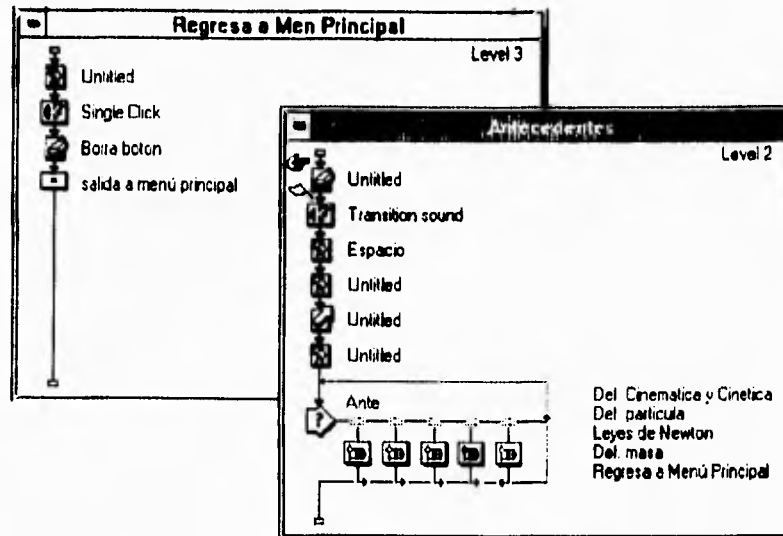 Regresa a Men Principal
Level 3
Untitled
Single Click
Borra boton
salida a menú principal
Antecedentes
Level 2
Untitled
Transition sound
Espacio
Untitled
Untitled
Untitled
Ante
?
Def. Cinematica y Cinetica
Def. particula
Leyes de Newton
Def. masa
Regresa a Menú Principal